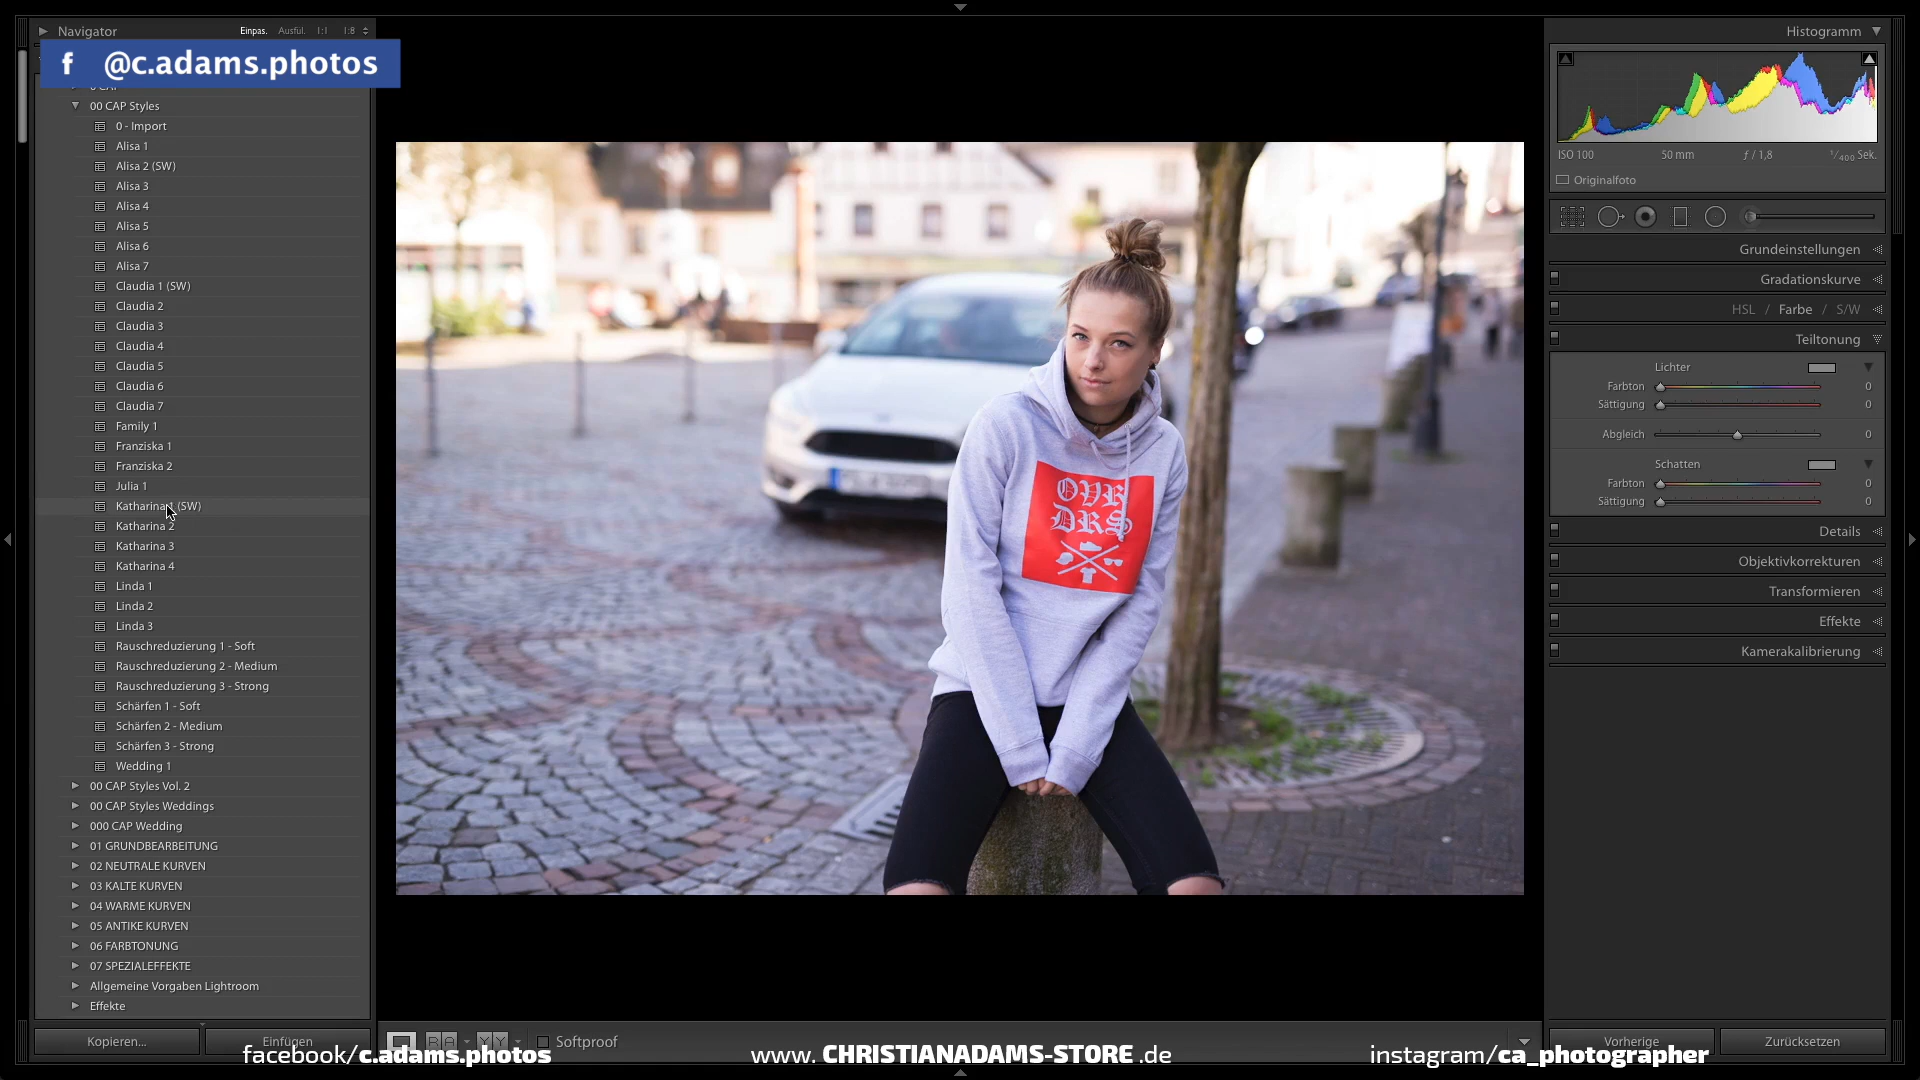 Navigator
Einpas.
Ausfül.
1:1
1:8
f @c.adams.photos
00 CAP Styles
0 - Import
Alisa 1
Alisa 2 (SW)
Alisa 3
Alisa 4
Alisa 5
Alisa 6
Alisa 7
Claudia 1 (SW)
Claudia 2
Claudia 3
Claudia 4
Claudia 5
Claudia 6
Claudia 7
Family 1
Franziska 1
Franziska 2
Julia 1
Katharina 1 (SW)
Katharina 2
Katharina 3
Katharina 4
Linda 1
Linda 2
Linda 3
Rauschreduzierung 1 - Soft
Rauschreduzierung 2 - Medium
Rauschreduzierung 3 - Strong
Schärfen 1 - Soft
Schärfen 2 - Medium
Schärfen 3 - Strong
Wedding 1
00 CAP Styles Vol. 2
00 CAP Styles Weddings
000 CAP Wedding
01 GRUNDBEARBEITUNG
02 NEUTRALE KURVEN
03 KALTE KURVEN
04 WARME KURVEN
05 ANTIKE KURVEN
06 FARBTONUNG
07 SPEZIALEFFEKTE
Allgemeine Vorgaben Lightroom
Effekte
Kopieren...
Einfügen
OVR
DRS
Softproof
Histogramm
ISO 100
50 mm
ƒ / 1,8
1/400 Sek.
Originalfoto
Grundeinstellungen
Gradationskurve
HSL / Farbe / S/W
Teiltonung
Lichter
Farbton 0
Sättigung 0
Abgleich 0
Schatten
Farbton 0
Sättigung 0
Details
Objektivkorrekturen
Transformieren
Effekte
Kamerakalibrierung
Vorherige
Zurücksetzen
facebook/c.adams.photos
www. CHRISTIANADAMS-STORE .de
instagram/ca_photographer